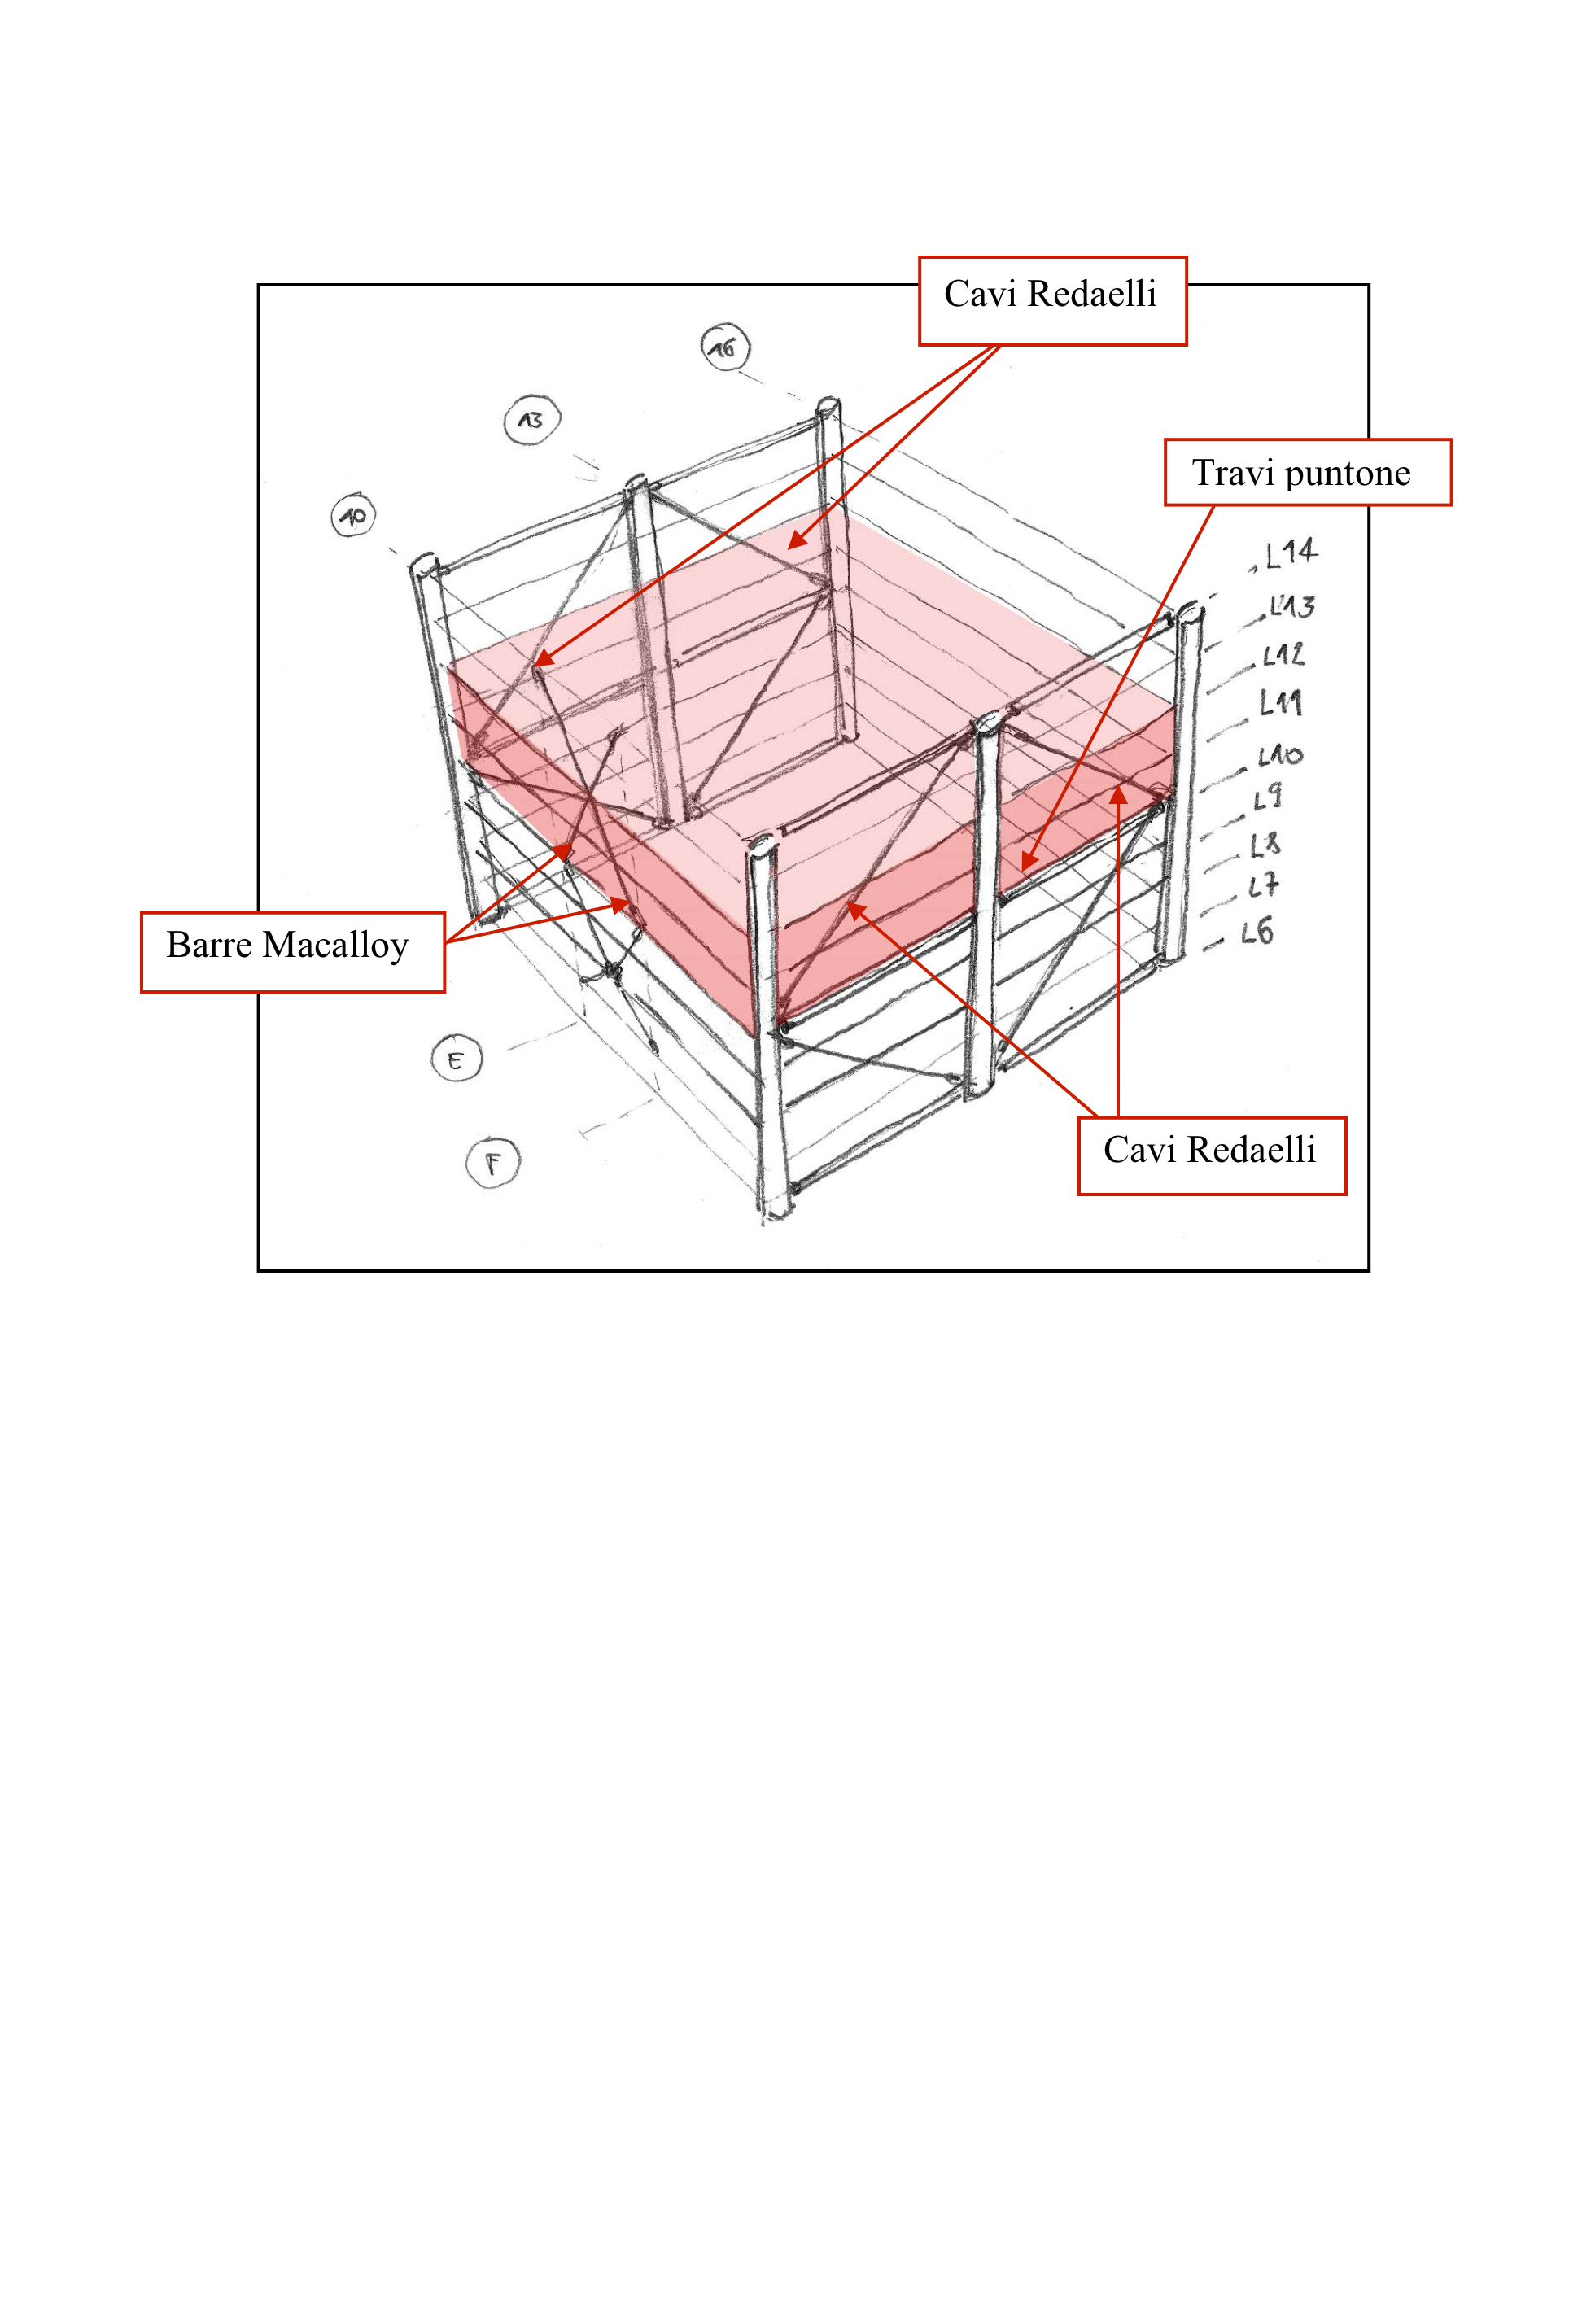 Cavi Redaelli
16
13
Travi puntone
10
L14
L13
L12
L11
L10
L9
L8
L7
L6
Barre Macalloy
E
F
Cavi Redaelli